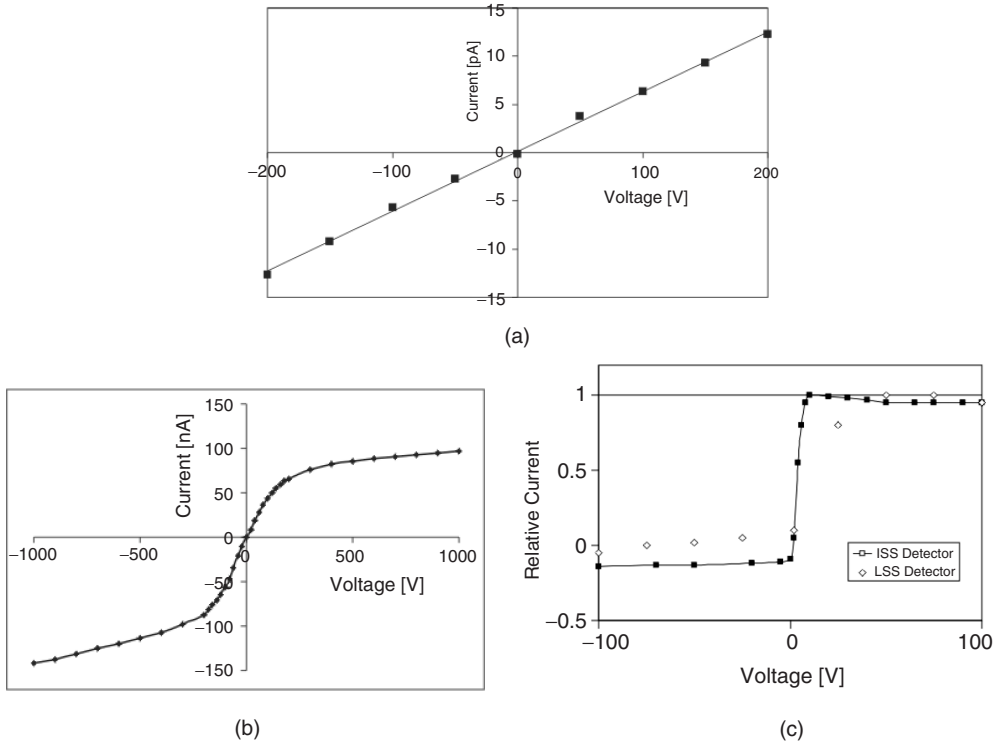 15
10
5
0
−5
−10
−15
Current [pA]
−200
−100
0
100
200
Voltage [V]
(a)
150
100
50
0
−50
−100
−150
Current [nA]
−1000
−500
0
500
1000
Voltage [V]
(b)
1
0.5
0
−0.5
Relative Current
ISS Detector
LSS Detector
−100
0
100
Voltage [V]
(c)